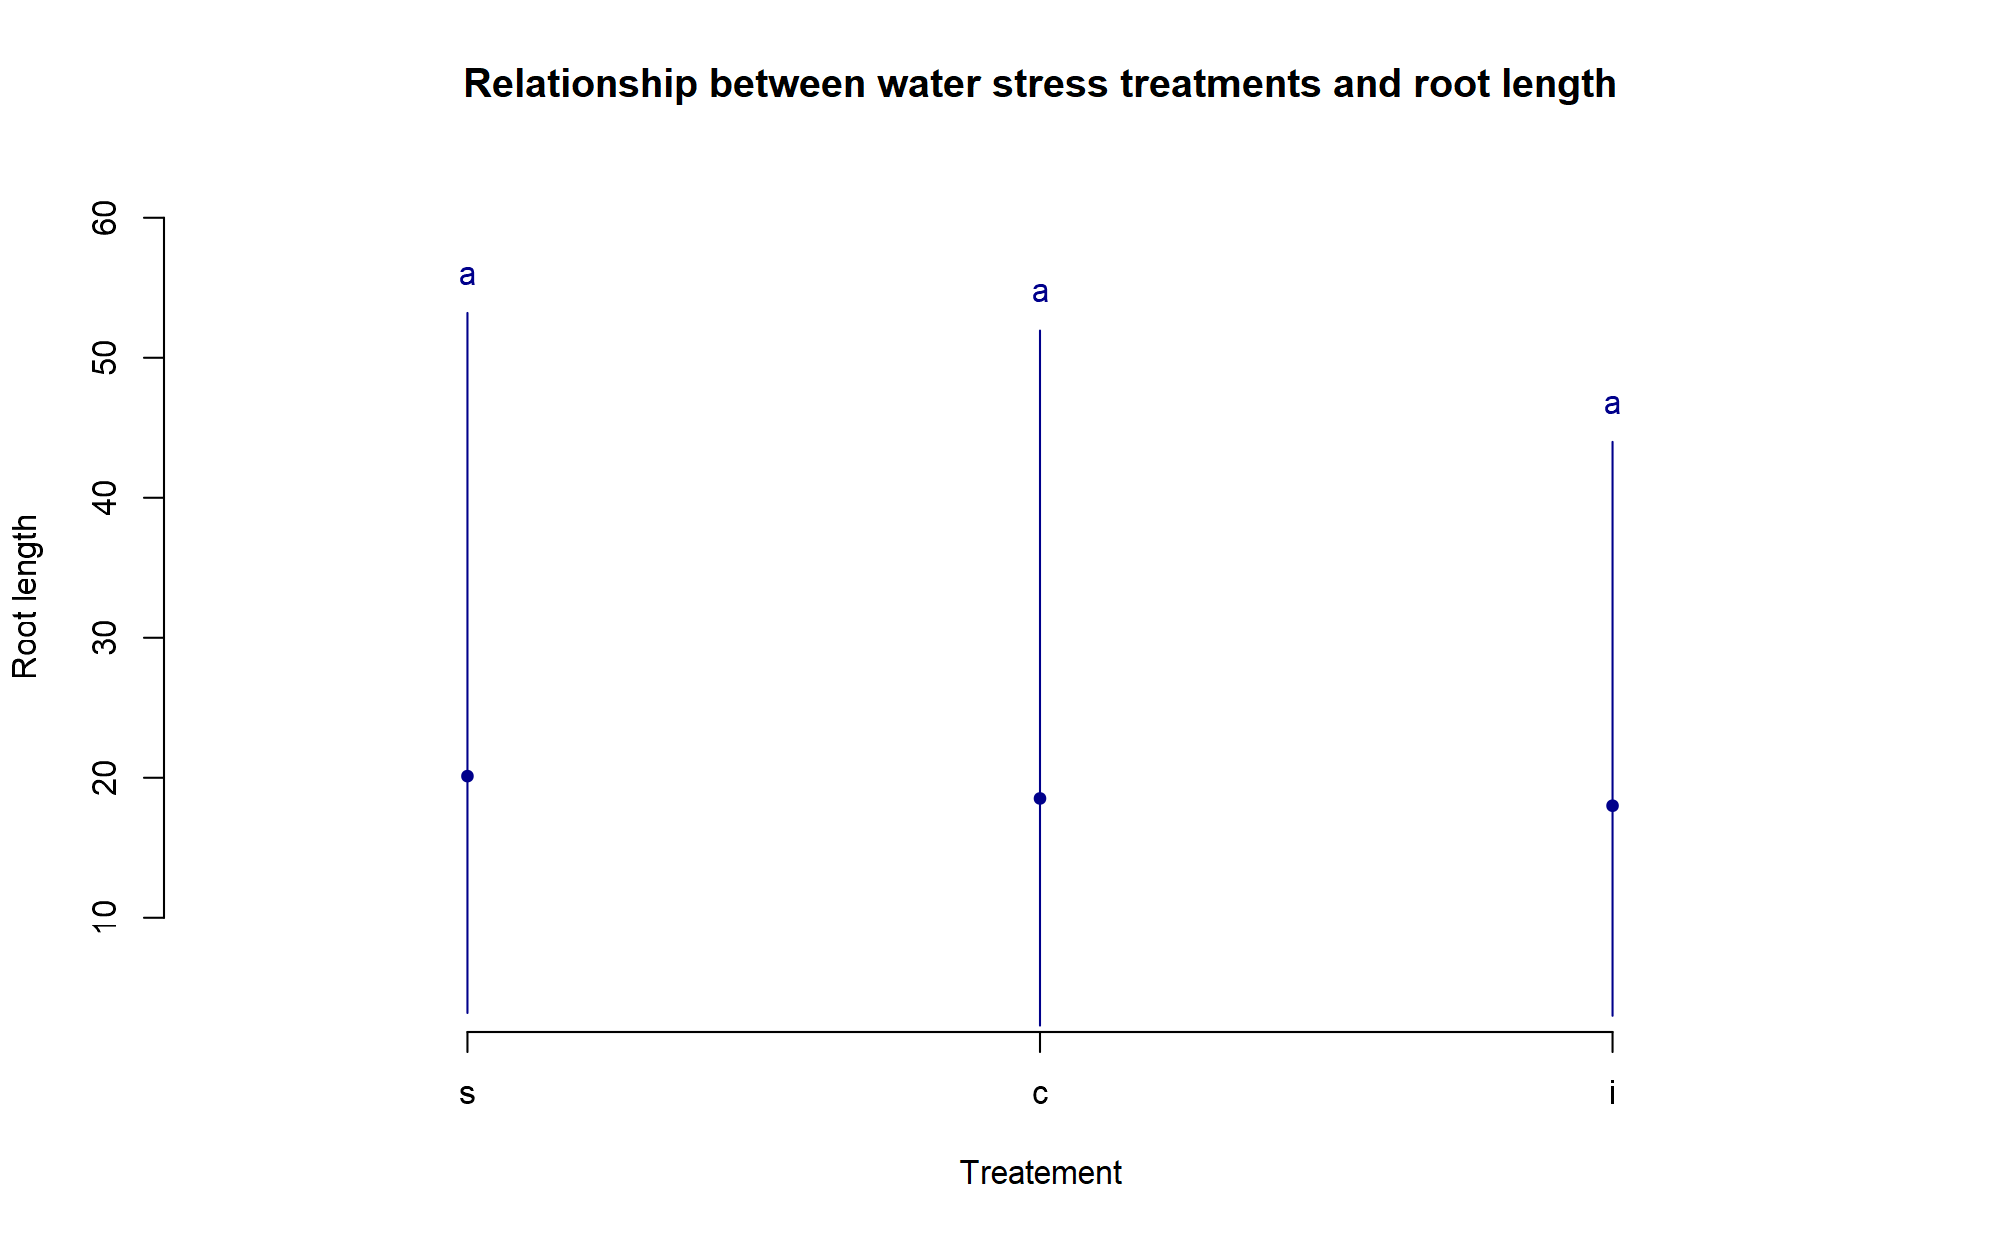 Relationship between water stress treatments and root length
60
50
40
30
20
10
Root length
a
a
a
s
c
i
Treatement